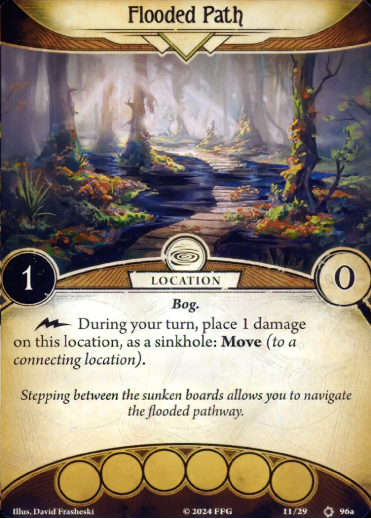 Flooded Path
1
LOCATION
0
Bog.
During your turn, place 1 damage
on this location, as a sinkhole: Move (to a
connecting location).
Stepping between the sunken boards allows you to navigate
the flooded pathway.
Illus. David Frasheski
© 2024 FFG
11/29
96a